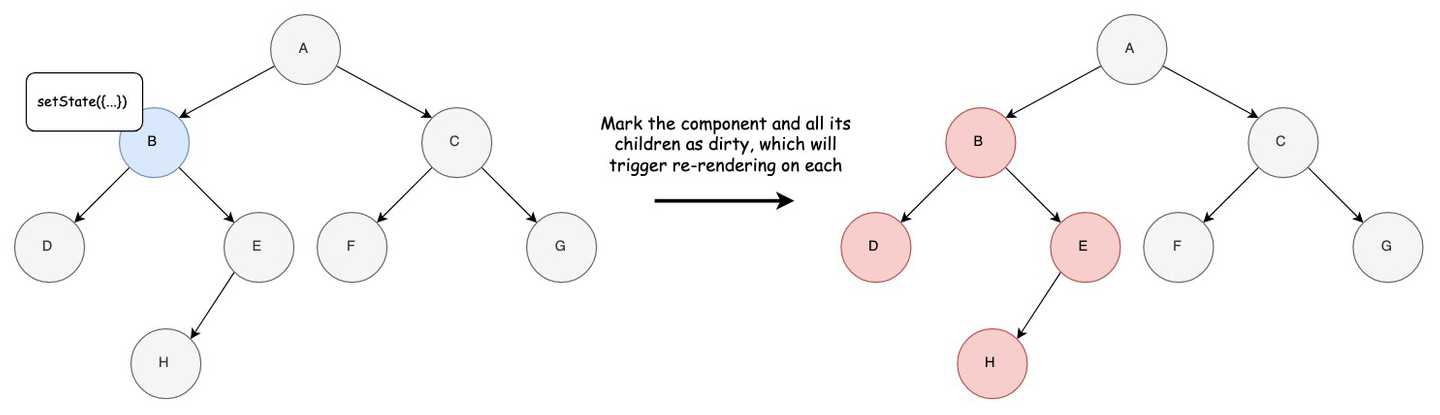 A
setState({...})
B
C
D
E
F
G
H
Mark the component and all its
children as dirty, which will
trigger re-rendering on each
A
B
C
D
E
F
G
H